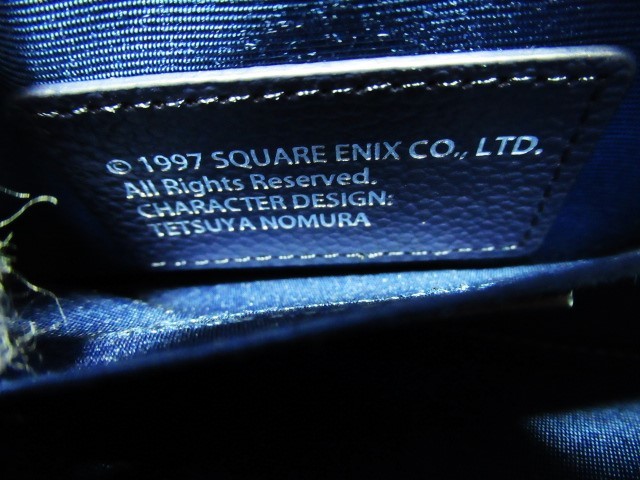 © 1997 SQUARE ENIX CO., LTD.
All Rights Reserved.
CHARACTER DESIGN:
TETSUYA NOMURA